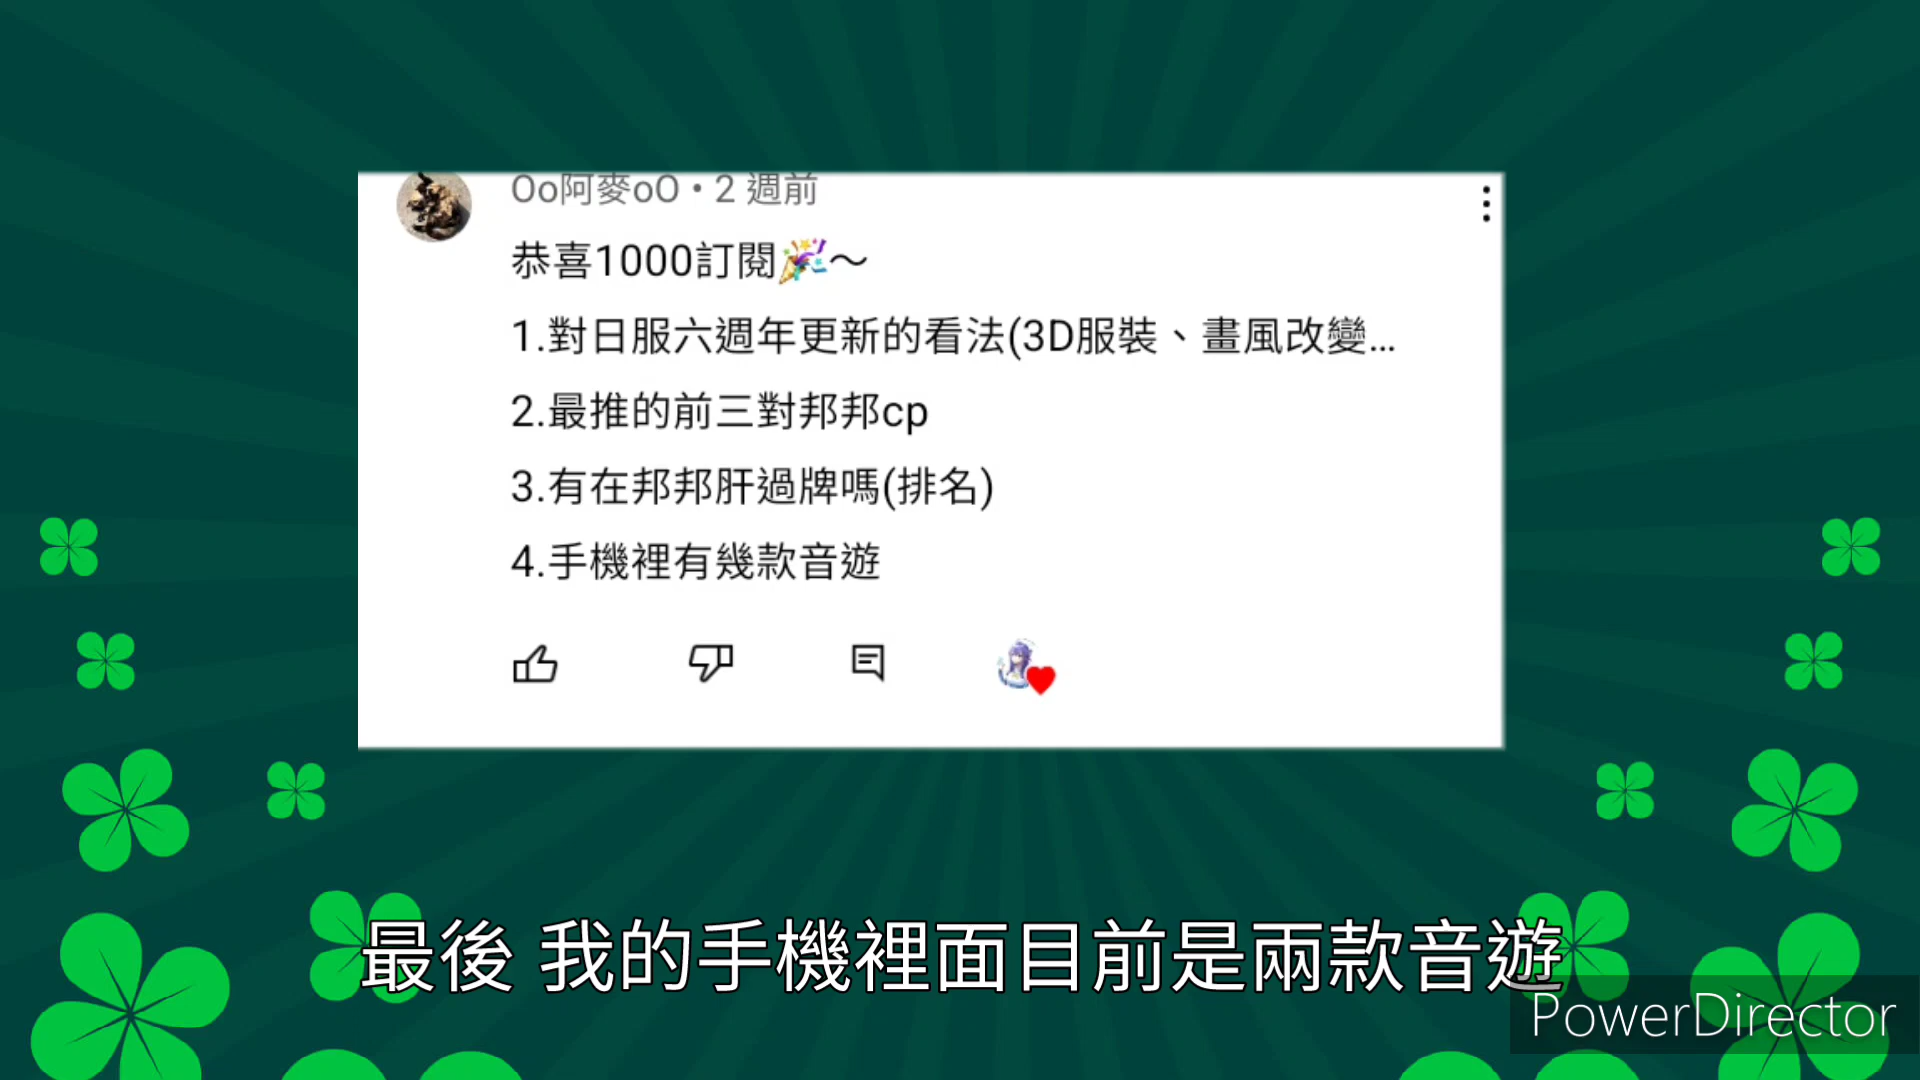 Oo阿麥oO • 2 週前
恭喜1000訂閱🎉～
1.對日服六週年更新的看法(3D服裝、畫風改變...
2.最推的前三對邦邦cp
3.有在邦邦肝過牌嗎(排名)
4.手機裡有幾款音遊
最後 我的手機裡面目前是兩款音遊
PowerDirector